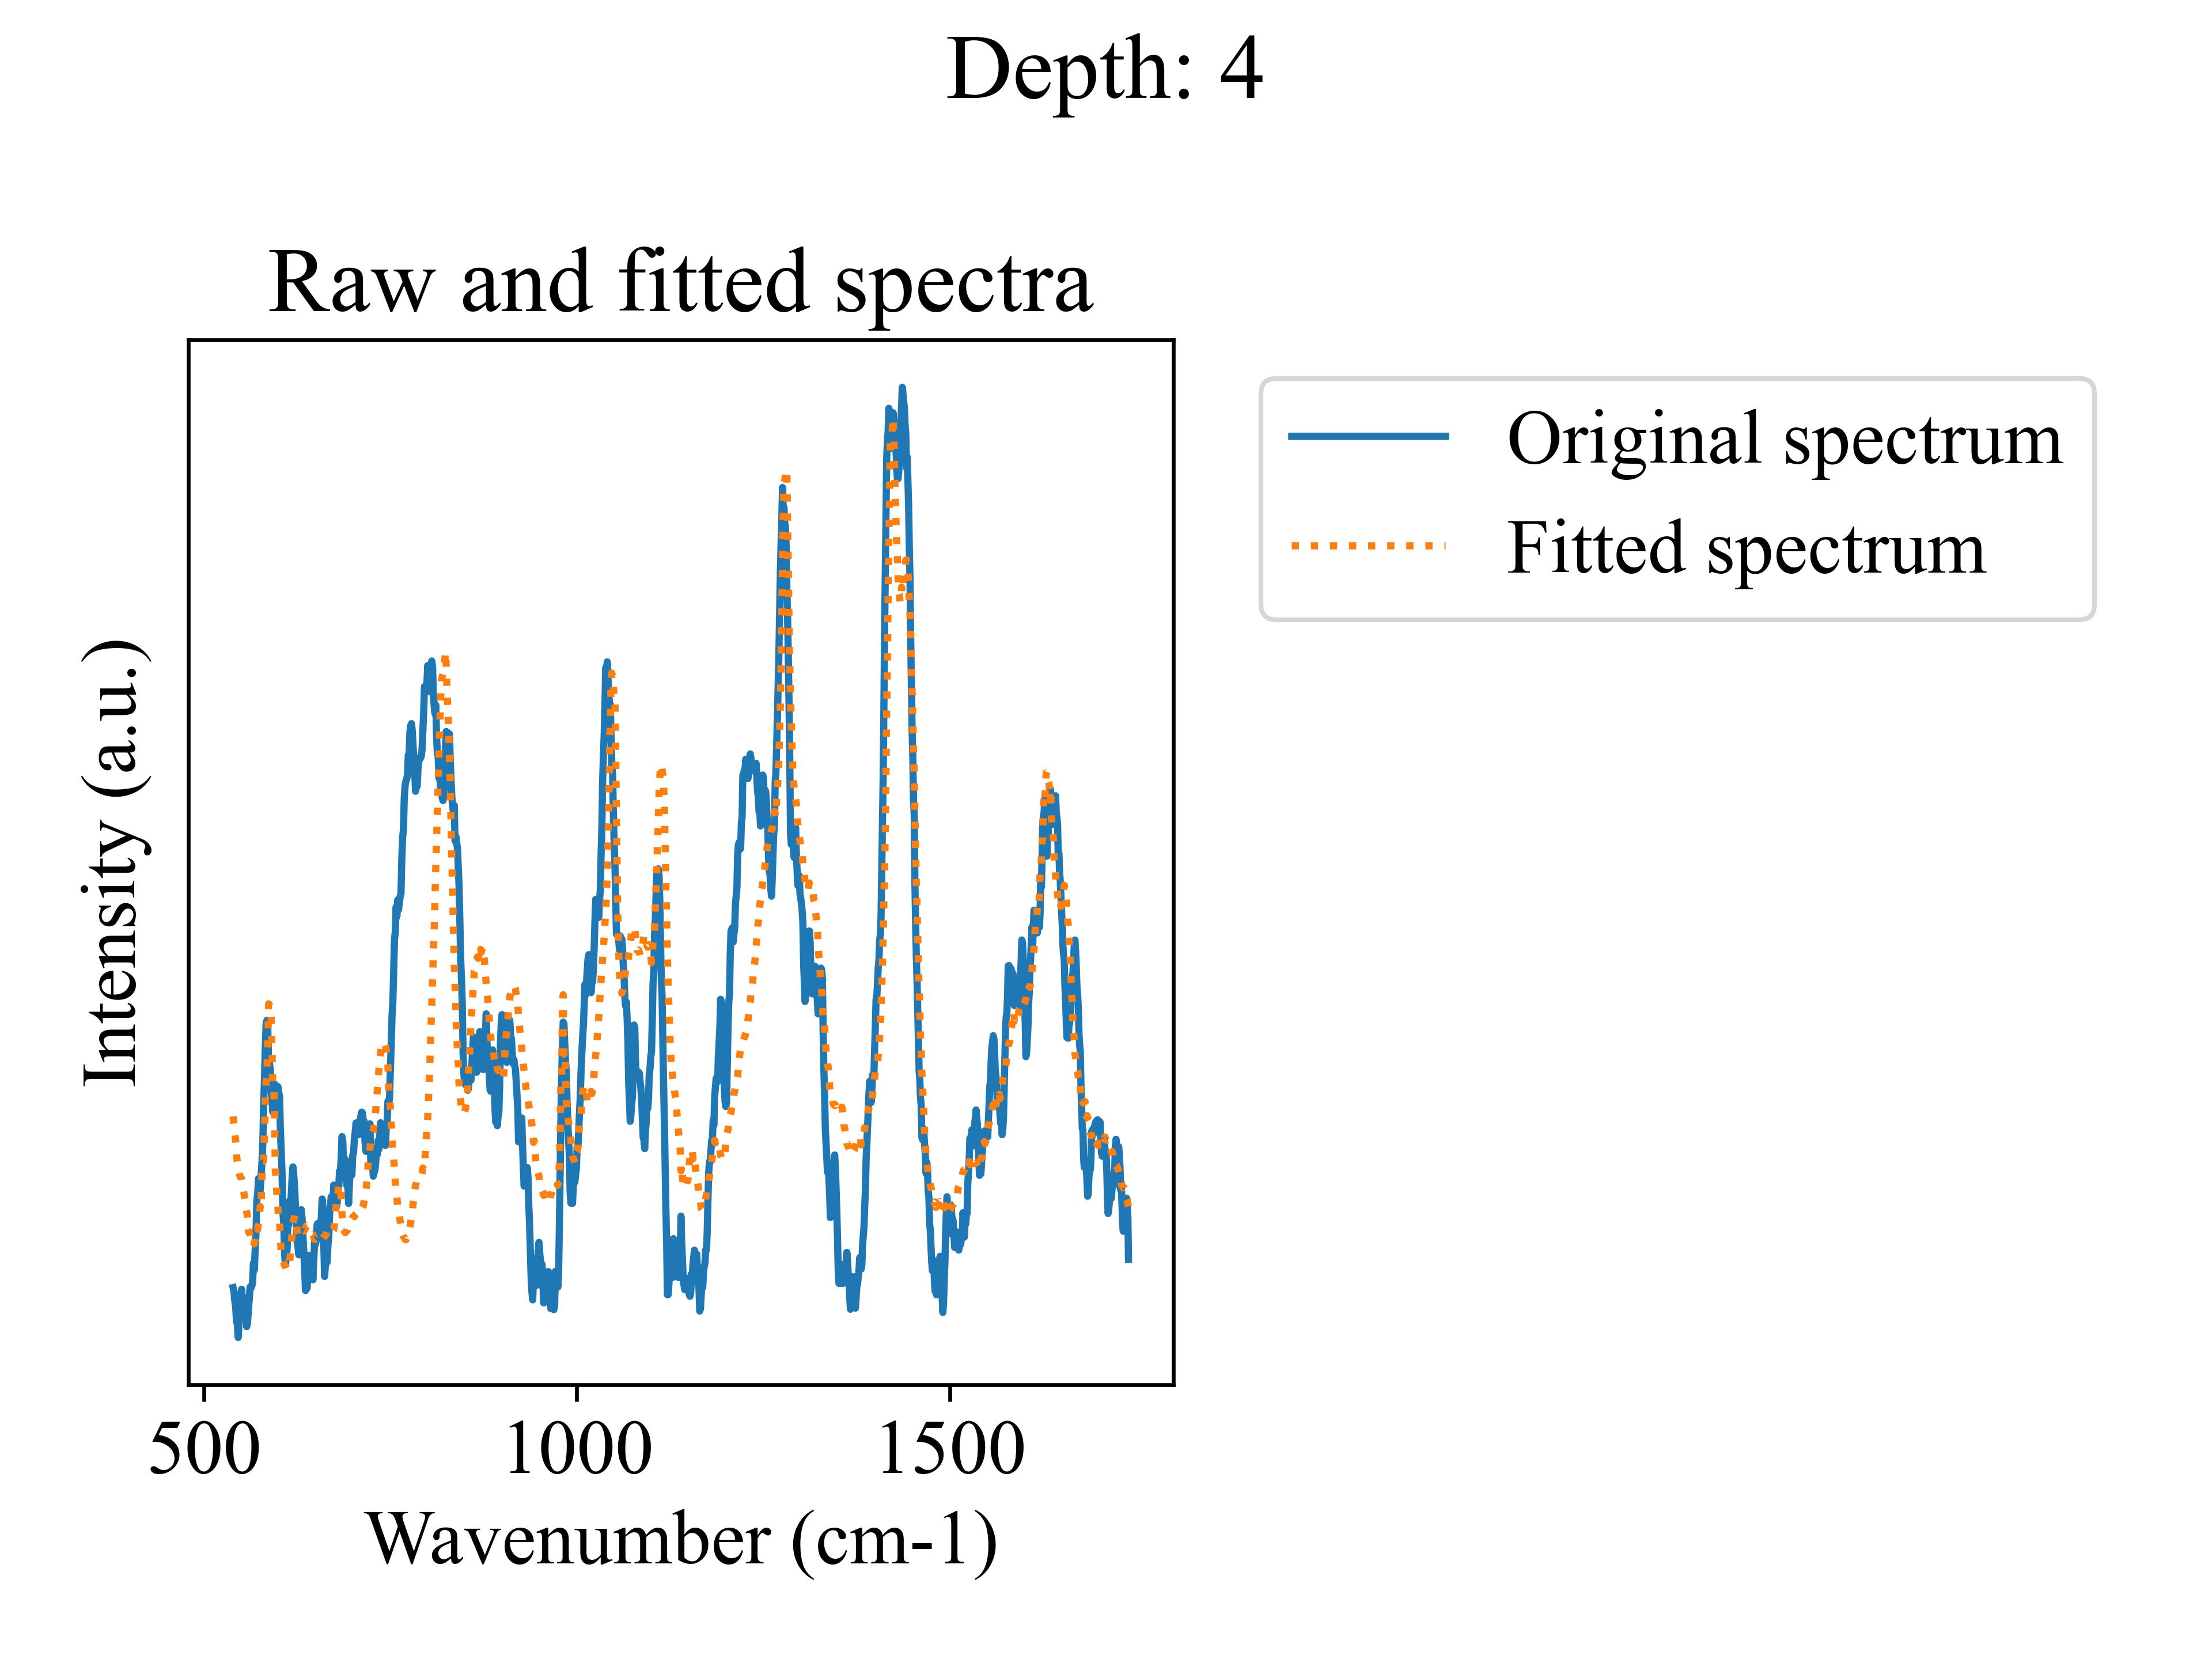 Depth: 4
Raw and fitted spectra
Original spectrum
Fitted spectrum
Intensity (a.u.)
500 1000 1500
Wavenumber (cm-1)